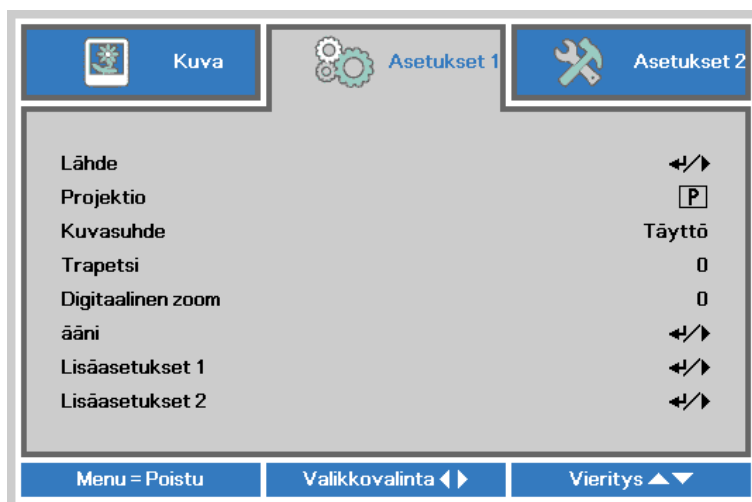 Kuva
Asetukset 1
Asetukset 2
Lähde
Projektio P
Kuvasuhde Täyttö
Trapetsi 0
Digitaalinen zoom 0
ääni
Lisäasetukset 1
Lisäasetukset 2
Menu = Poistu
Valikkovalinta
Vieritys